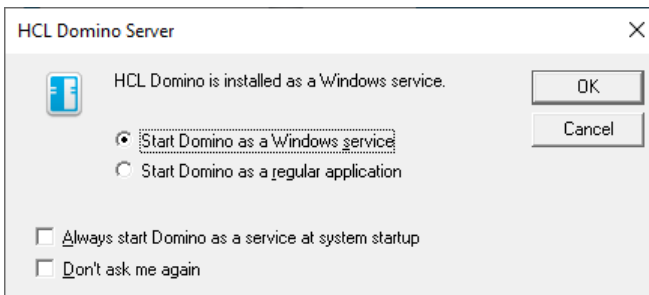 HCL Domino Server
HCL Domino is installed as a Windows service.
OK
Start Domino as a Windows service
Cancel
Start Domino as a regular application
Always start Domino as a service at system startup
Don't ask me again